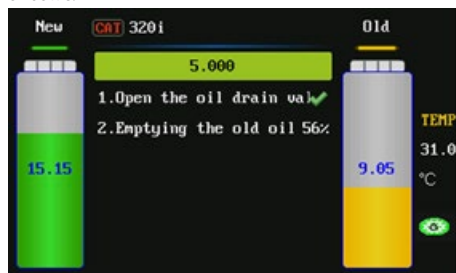 New
CAT 320i
Old
5.000
1.Open the oil drain val
2.Emptying the old oil 56%
TEMP
31.0
°C
15.15
9.05